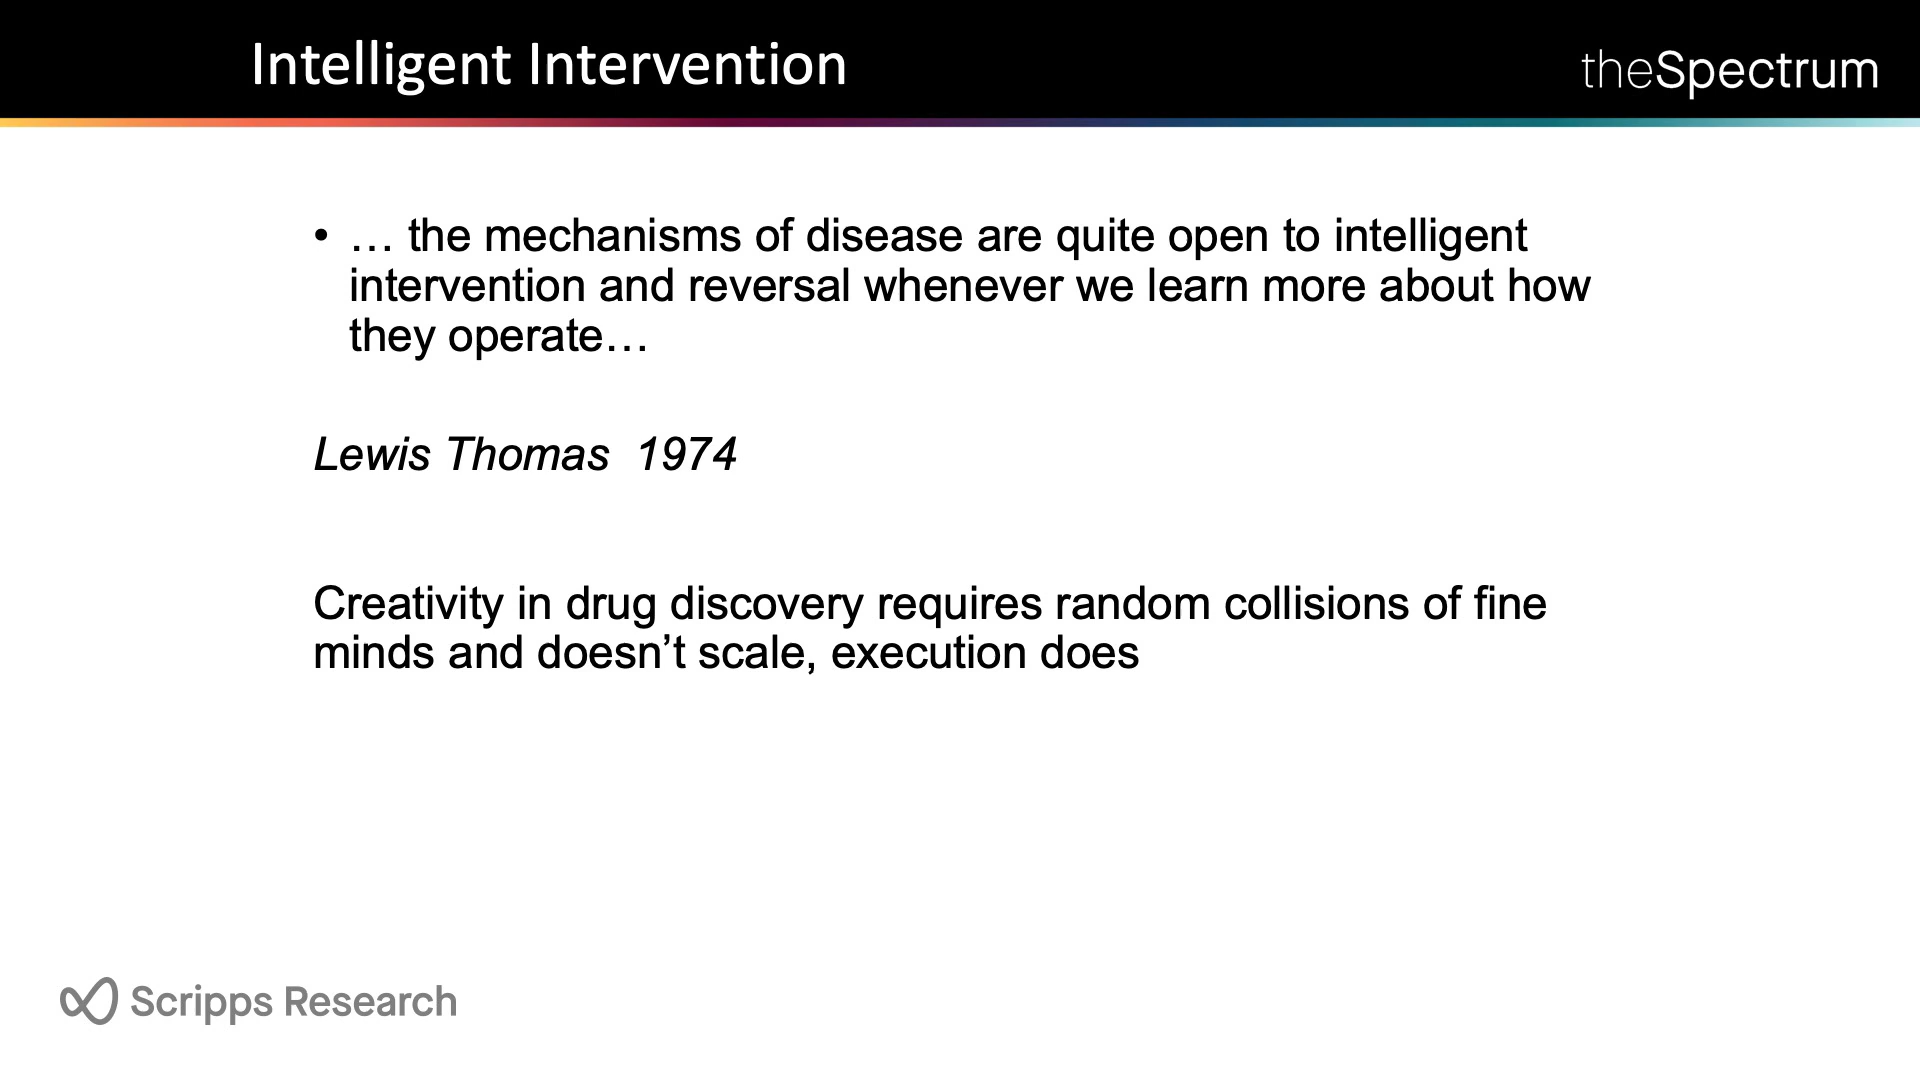 Intelligent Intervention
theSpectrum
• … the mechanisms of disease are quite open to intelligent
intervention and reversal whenever we learn more about how
they operate…
Lewis Thomas  1974
Creativity in drug discovery requires random collisions of fine
minds and doesn’t scale, execution does
Scripps Research